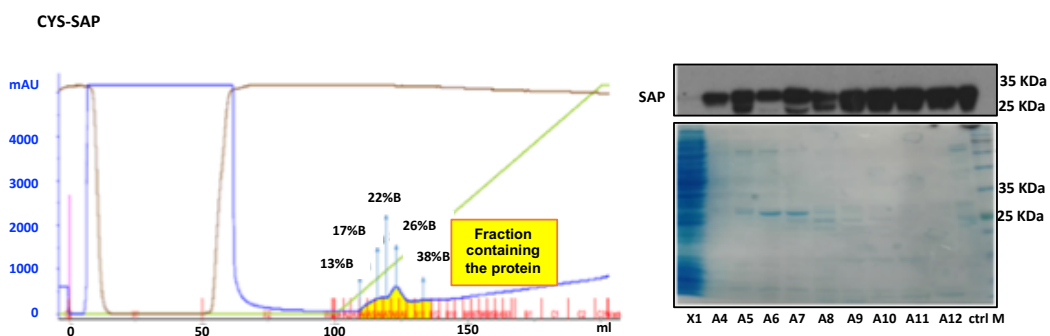 CYS-SAP
mAU
4000
3000
2000
1000
0
22%B
17%B
26%B
13%B
38%B
Fraction
containing
the protein
0
50
100
150
ml
SAP
35 KDa
25 KDa
35 KDa
25 KDa
X1 A4 A5 A6 A7 A8 A9 A10 A11 A12 ctrl M